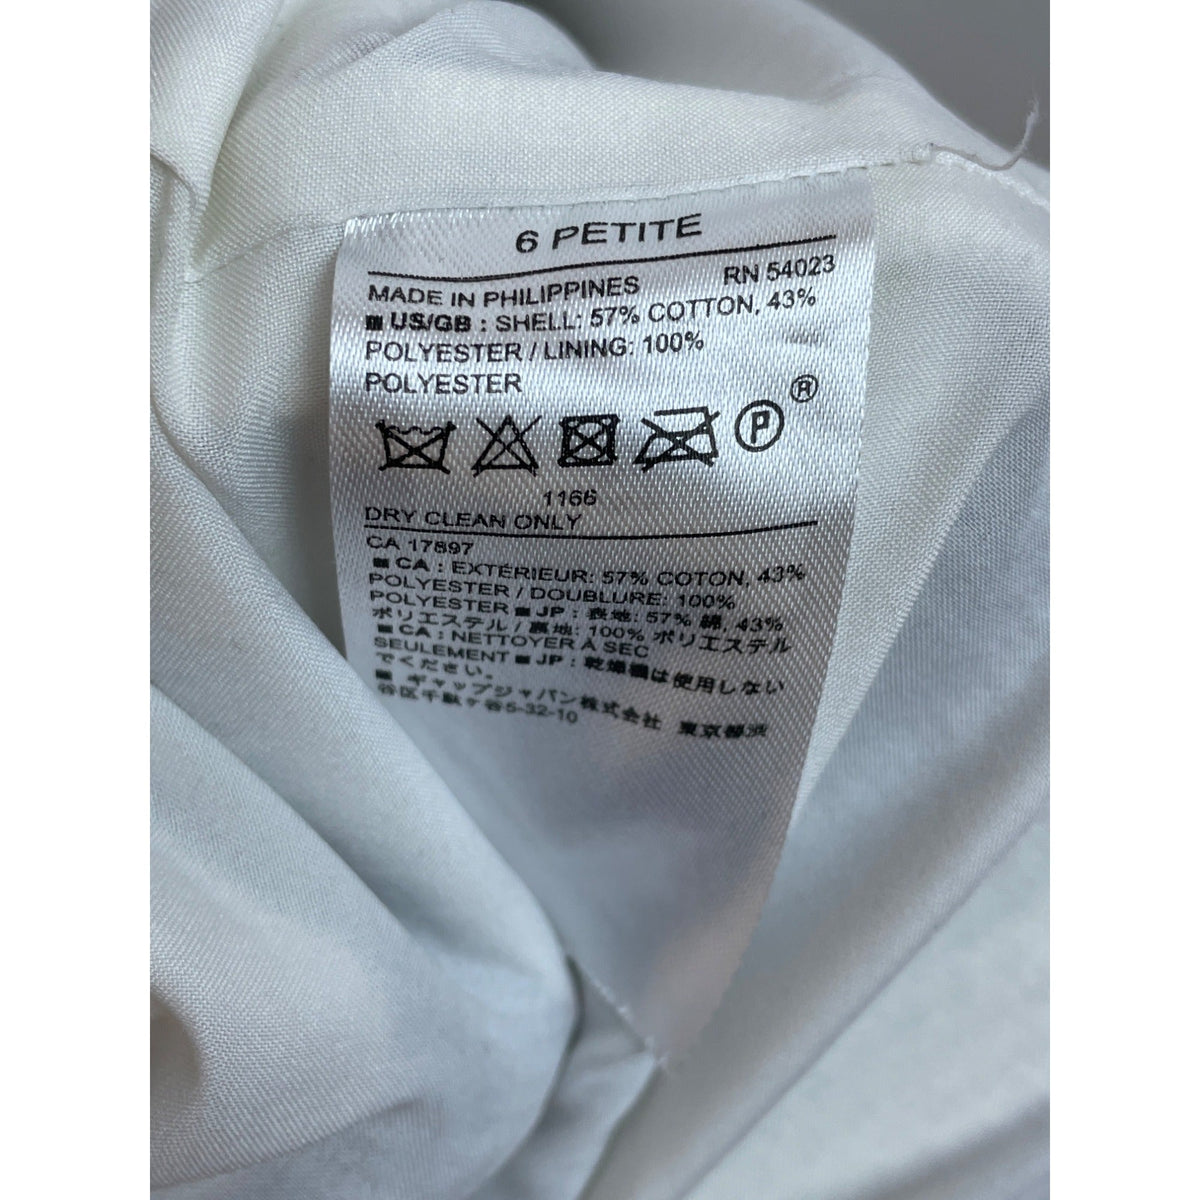 6 PETITE
MADE IN PHILIPPINES RN 54023
■ US/GB : SHELL: 57% COTTON, 43%
POLYESTER / LINING: 100%
POLYESTER
P ®
1166
DRY CLEAN ONLY
CA 17897
■ CA : EXTERIEUR: 57% COTON, 43%
POLYESTER / DOUBLURE: 100%
POLYESTER ■ JP : 表地: 57% 綿, 43%
ポリエステル / 裏地: 100% ポリエステル
■ CA : NETTOYER A SEC
SEULEMENT ■ JP : 乾燥機は使用しない
でください.
■ ギャップジャパン株式会社 東京都渋
谷区千駄ヶ谷5-32-10